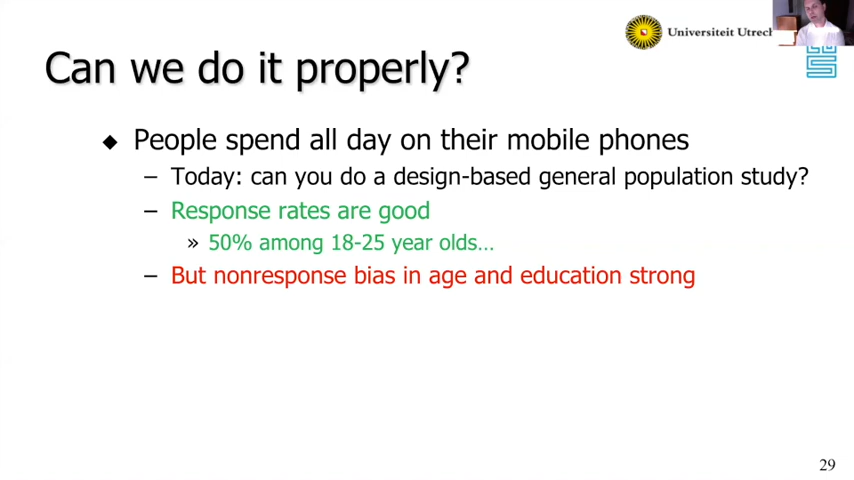 Universiteit Utrec
Can we do it properly?
◆ People spend all day on their mobile phones
– Today: can you do a design-based general population study?
– Response rates are good
» 50% among 18-25 year olds…
– But nonresponse bias in age and education strong
29